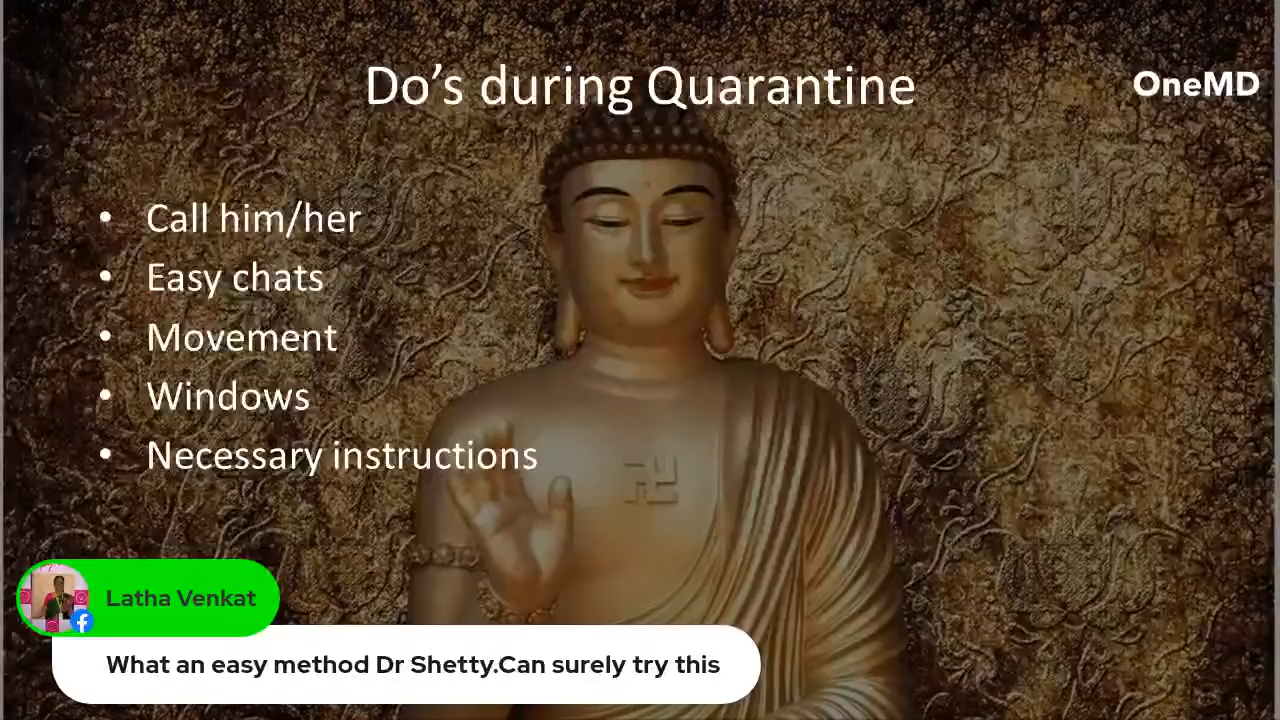 Do’s during Quarantine
OneMD
• Call him/her
• Easy chats
• Movement
• Windows
• Necessary instructions
卍
Latha Venkat
What an easy method Dr Shetty.Can surely try this